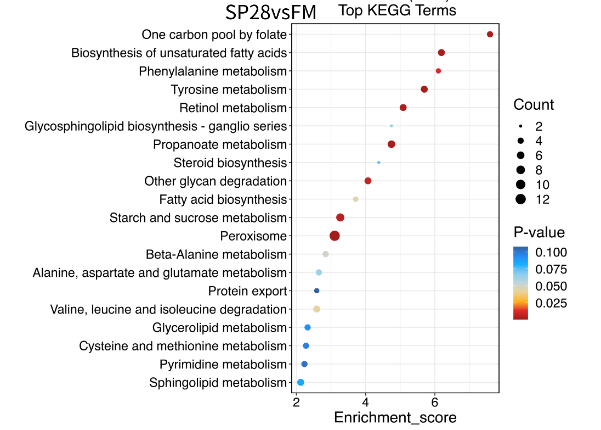 SP28vsFM
Top KEGG Terms
One carbon pool by folate
Biosynthesis of unsaturated fatty acids
Phenylalanine metabolism
Tyrosine metabolism
Retinol metabolism
Glycosphingolipid biosynthesis - ganglio series
Propanoate metabolism
Steroid biosynthesis
Other glycan degradation
Fatty acid biosynthesis
Starch and sucrose metabolism
Peroxisome
Beta-Alanine metabolism
Alanine, aspartate and glutamate metabolism
Protein export
Valine, leucine and isoleucine degradation
Glycerolipid metabolism
Cysteine and methionine metabolism
Pyrimidine metabolism
Sphingolipid metabolism
2 4 6
Enrichment_score
Count
2
4
6
8
10
12
P-value
0.100
0.075
0.050
0.025